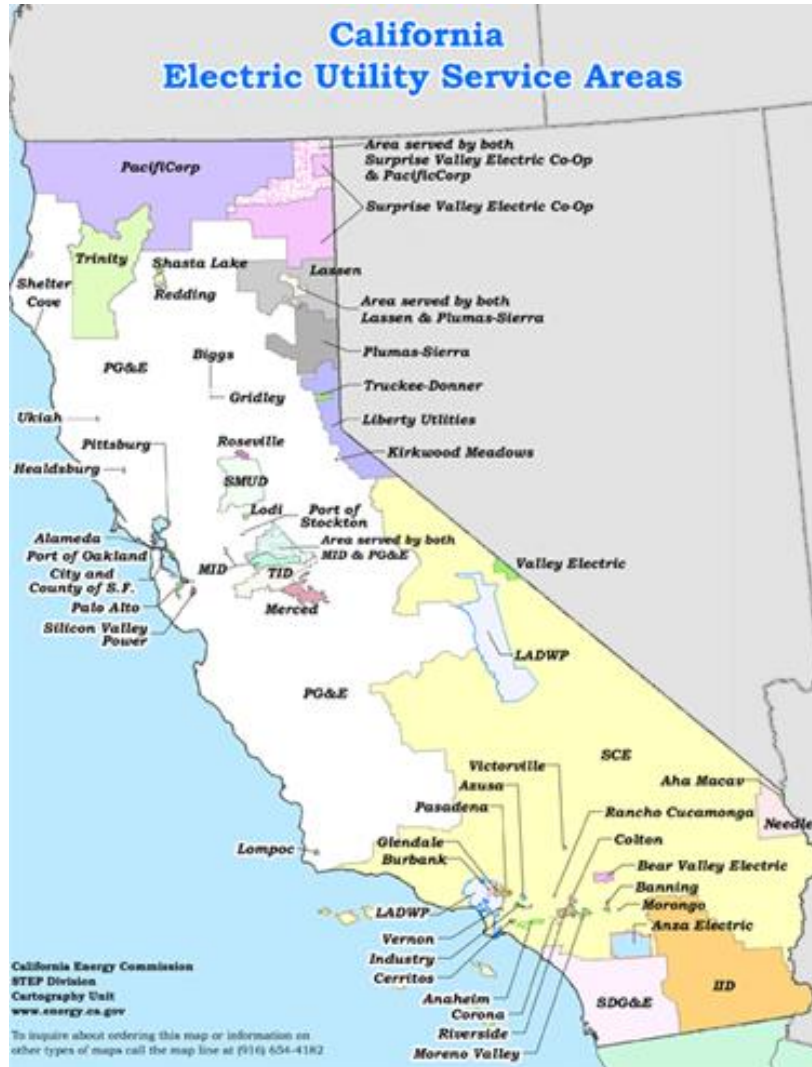 California
Electric Utility Service Areas
PacifiCorp
Area served by both
Surprise Valley Electric Co-Op
& PacificCorp
Surprise Valley Electric Co-Op
Trinity
Shasta Lake
Redding
Lassen
Shelter
Cove
Area served by both
Lassen & Plumas-Sierra
Plumas-Sierra
PG&E
Biggs
Gridley
Truckee-Donner
Liberty Utlities
Ukiah
Pittsburg
Roseville
Kirkwood Meadows
Healdsburg
SMUD
Lodi
Port of
Stockton
Alameda
Port of Oakland
City and
County of S.F.
Palo Alto
Silicon Valley
Power
Area served by both
MID & PG&E
MID
TID
Merced
Valley Electric
LADWP
PG&E
SCE
Victorville
Azusa
Pasadena
Aha Macav
Rancho Cucamonga
Needle
Colton
Lompoc
Glendale
Burbank
Bear Valley Electric
Banning
Morongo
Anza Electric
LADWP
Vernon
Industry
Cerritos
Anaheim
Corona
Riverside
Moreno Valley
SDG&E
IID
California Energy Commission
STEP Division
Cartography Unit
www.energy.ca.gov
To inquire about ordering this map or information on
other types of maps call the map line at (916) 654-4182